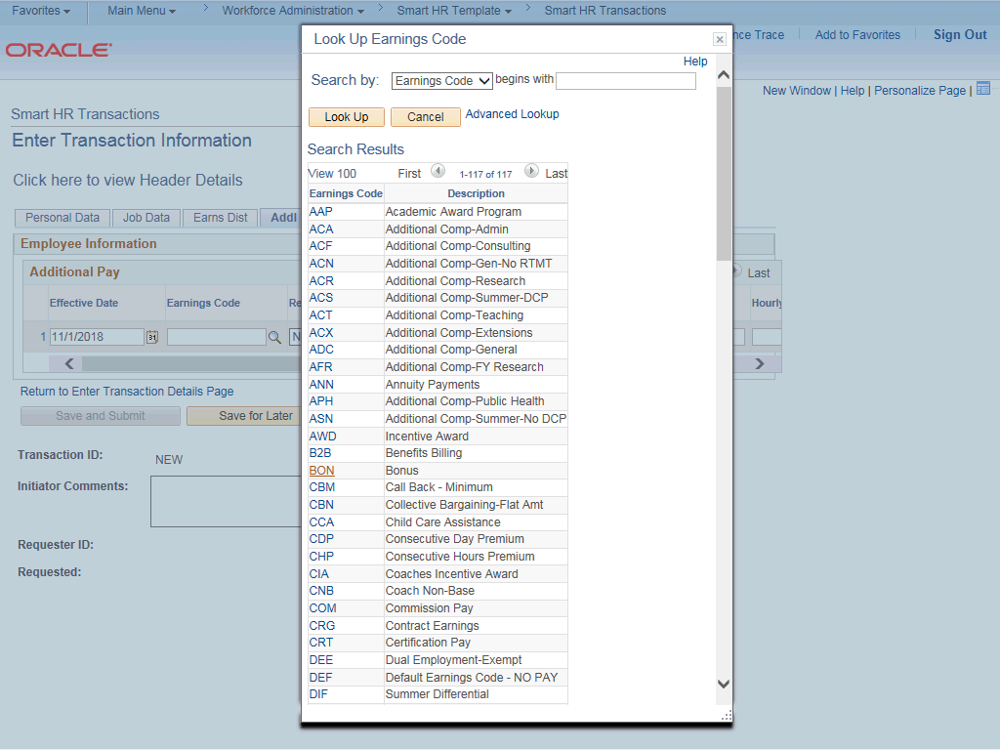 Favorites
Main Menu
Workforce Administration
Smart HR Template
Smart HR Transactions
ORACLE
nce Trace
Add to Favorites
Sign Out
New Window | Help | Personalize Page |
Smart HR Transactions
Enter Transaction Information
Click here to view Header Details
Personal Data
Job Data
Earns Dist
Addl
Employee Information
Additional Pay
Last
Effective Date
Earnings Code
Re
Hourly
1
11/1/2018
31
N
Return to Enter Transaction Details Page
Save and Submit
Save for Later
Transaction ID:
NEW
Initiator Comments:
Requester ID:
Requested:
Look Up Earnings Code
Help
Search by:
Earnings Code
begins with
Look Up
Cancel
Advanced Lookup
Search Results
View 100
First
1-117 of 117
Last
Earnings Code Description
AAP Academic Award Program
ACA Additional Comp-Admin
ACF Additional Comp-Consulting
ACN Additional Comp-Gen-No RTMT
ACR Additional Comp-Research
ACS Additional Comp-Summer-DCP
ACT Additional Comp-Teaching
ACX Additional Comp-Extensions
ADC Additional Comp-General
AFR Additional Comp-FY Research
ANN Annuity Payments
APH Additional Comp-Public Health
ASN Additional Comp-Summer-No DCP
AWD Incentive Award
B2B Benefits Billing
BON Bonus
CBM Call Back - Minimum
CBN Collective Bargaining-Flat Amt
CCA Child Care Assistance
CDP Consecutive Day Premium
CHP Consecutive Hours Premium
CIA Coaches Incentive Award
CNB Coach Non-Base
COM Commission Pay
CRG Contract Earnings
CRT Certification Pay
DEE Dual Employment-Exempt
DEF Default Earnings Code - NO PAY
DIF Summer Differential